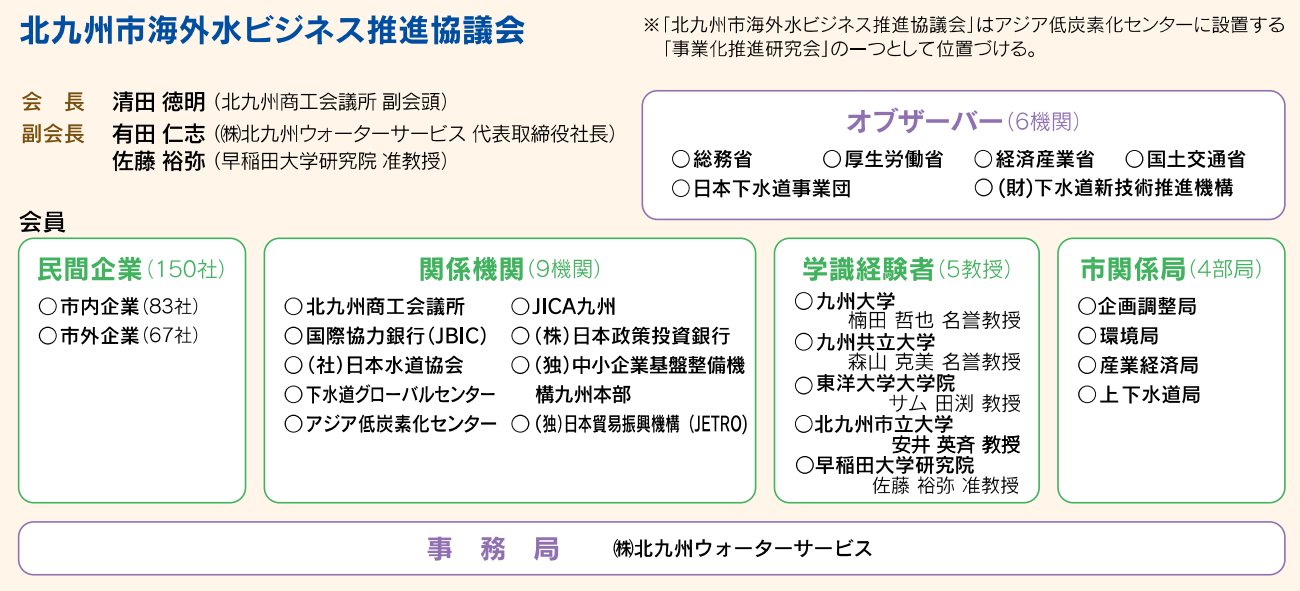 北九州市海外水ビジネス推進協議会
※「北九州市海外水ビジネス推進協議会」はアジア低炭素化センターに設置する
「事業化推進研究会」の一つとして位置づける。
会　長　清田 徳明（北九州商工会議所 副会頭）
副会長　有田 仁志（㈱北九州ウォーターサービス 代表取締役社長）
佐藤 裕弥（早稲田大学研究院 准教授）
オブザーバー（6機関）
○総務省　○厚生労働省　○経済産業省　○国土交通省
○日本下水道事業団　○(財)下水道新技術推進機構
会員
民間企業（150社）
○市内企業（83社）
○市外企業（67社）
関係機関（9機関）
○北九州商工会議所
○国際協力銀行（JBIC）
○（社）日本水道協会
○下水道グローバルセンター
○アジア低炭素化センター
○JICA九州
○（株）日本政策投資銀行
○（独）中小企業基盤整備機
構九州本部
○（独）日本貿易振興機構（JETRO）
学識経験者（5教授）
○九州大学
楠田 哲也 名誉教授
○九州共立大学
森山 克美 名誉教授
○東洋大学大学院
サム 田渕 教授
○北九州市立大学
安井 英斉 教授
○早稲田大学研究院
佐藤 裕弥 准教授
市関係局（4部局）
○企画調整局
○環境局
○産業経済局
○上下水道局
事　務　局　㈱北九州ウォーターサービス